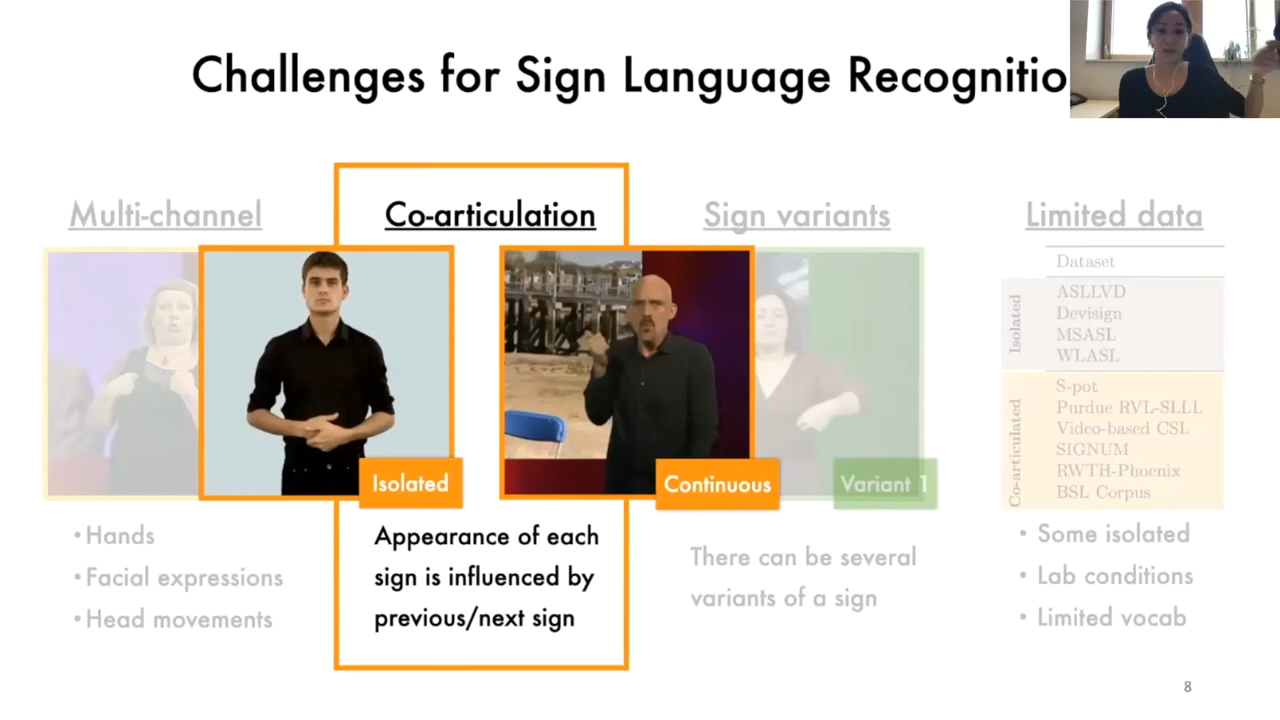 Challenges for Sign Language Recognitio
Multi-channel
• Hands
• Facial expressions
• Head movements
Co-articulation
Isolated
Continuous
Appearance of each
sign is influenced by
previous/next sign
Sign variants
Variant 1
There can be several
variants of a sign
Limited data
Dataset
Isolated
ASLLVD
Devisign
MSASL
WLASL
Co-articulated
S-pot
Purdue RVL-SLLL
Video-based CSL
SIGNUM
RWTH-Phoenix
BSL Corpus
• Some isolated
• Lab conditions
• Limited vocab
8